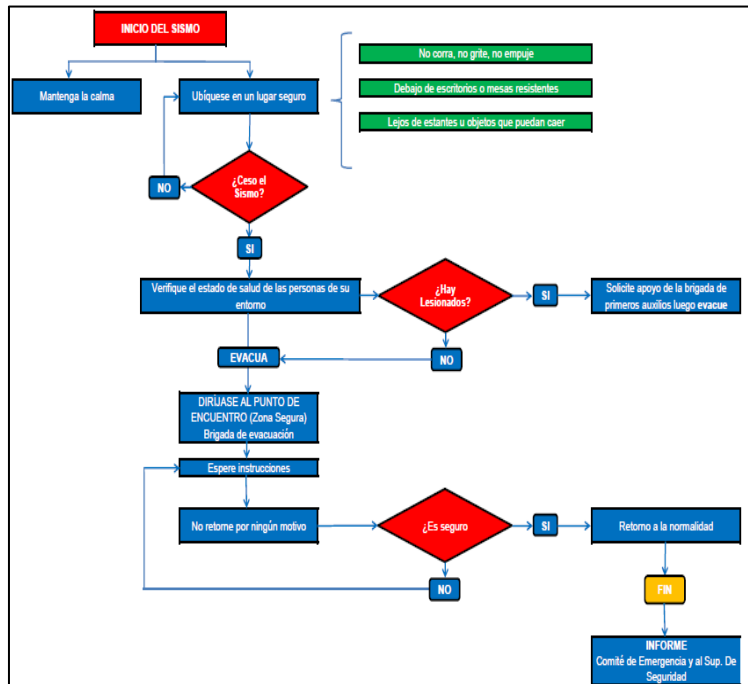 INICIO DEL SISMO
No corra, no grite, no empuje
Mantenga la calma
Ubíquese en un lugar seguro
Debajo de escritorios o mesas resistentes
Lejos de estantes u objetos que puedan caer
¿Ceso el
Sismo?
NO
SI
Verifique el estado de salud de las personas de su
entorno
¿Hay
Lesionados?
SI
Solicite apoyo de la brigada de
primeros auxilios luego evacue
EVACUA
NO
DIRÍJASE AL PUNTO DE
ENCUENTRO (Zona Segura)
Brigada de evacuación
Espere instrucciones
No retorne por ningún motivo
¿Es seguro
SI
Retorno a la normalidad
NO
FIN
INFORME
Comité de Emergencia y al Sup. De
Seguridad